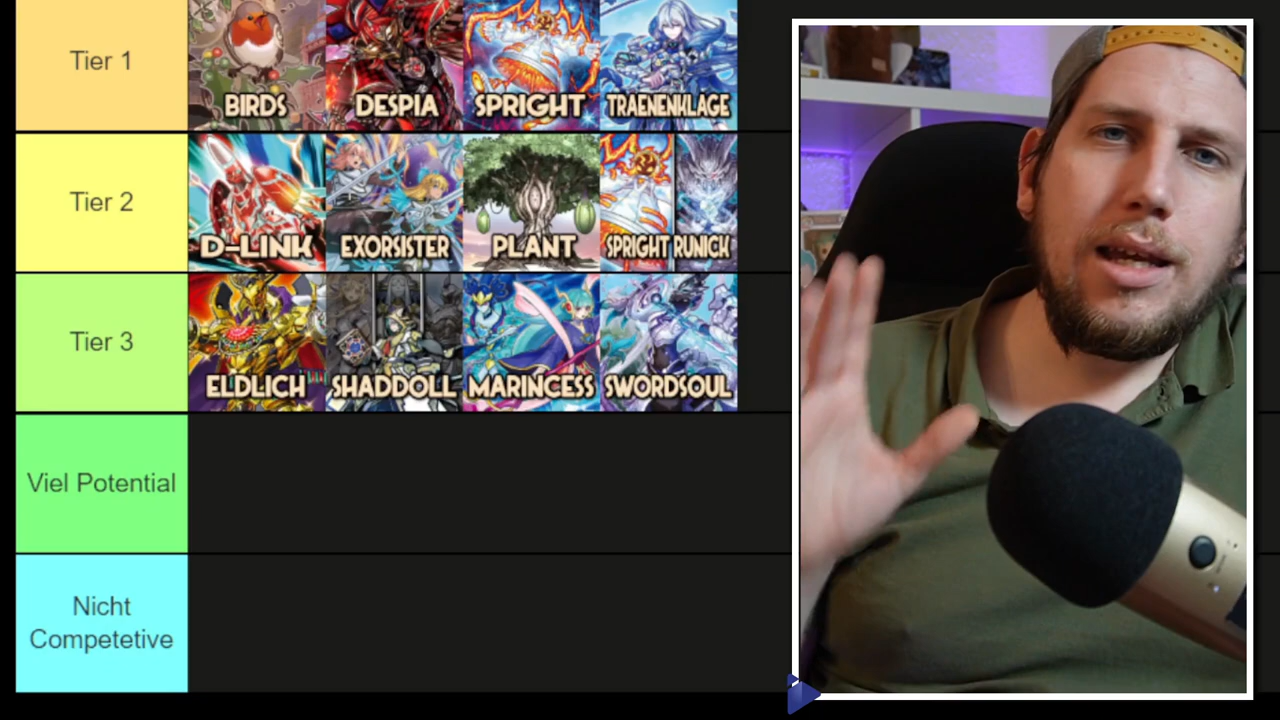 Tier 1
BIRDS
DESPIA
SPRIGHT
TRAENENKLAGE
Tier 2
D-LINK
EXORSISTER
PLANT
SPRIGHT RUNICK
Tier 3
ELDLICH
SHADDOLL
MARINCESS
SWORDSOUL
Viel Potential
Nicht
Competetive